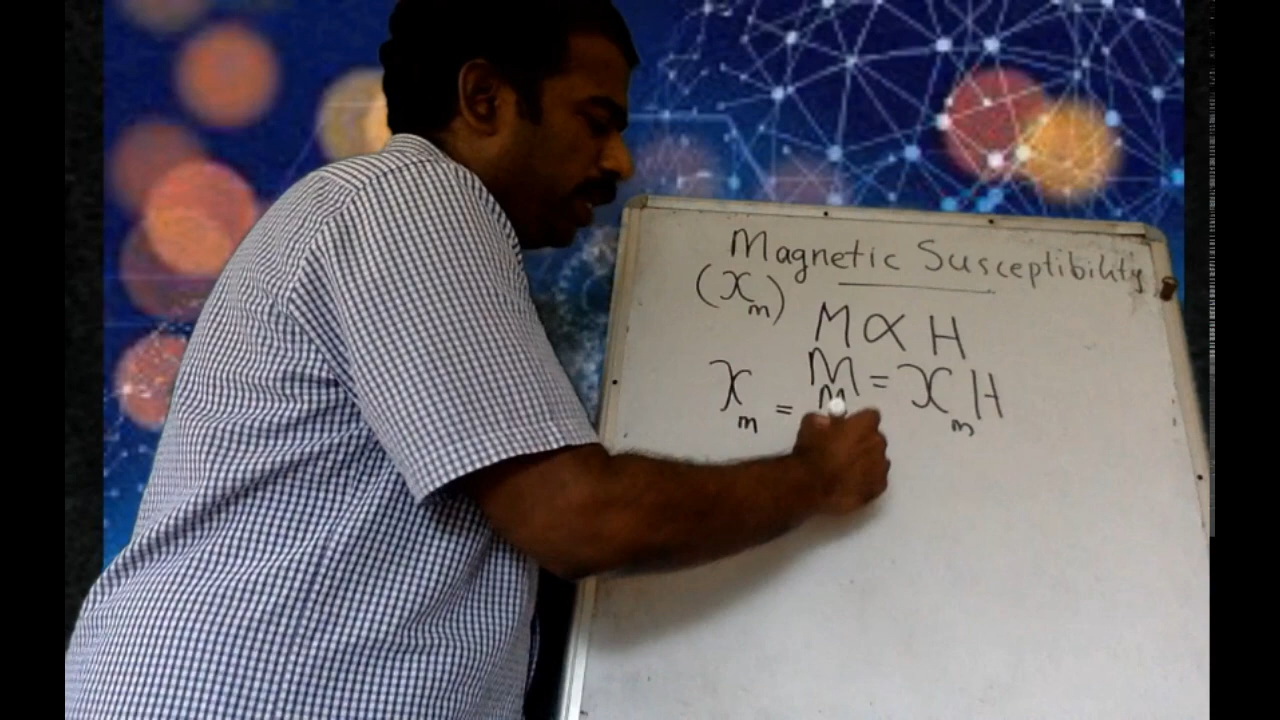 Magnetic Susceptibility
(χm)
M ∝ H
M = χm H
χm = M